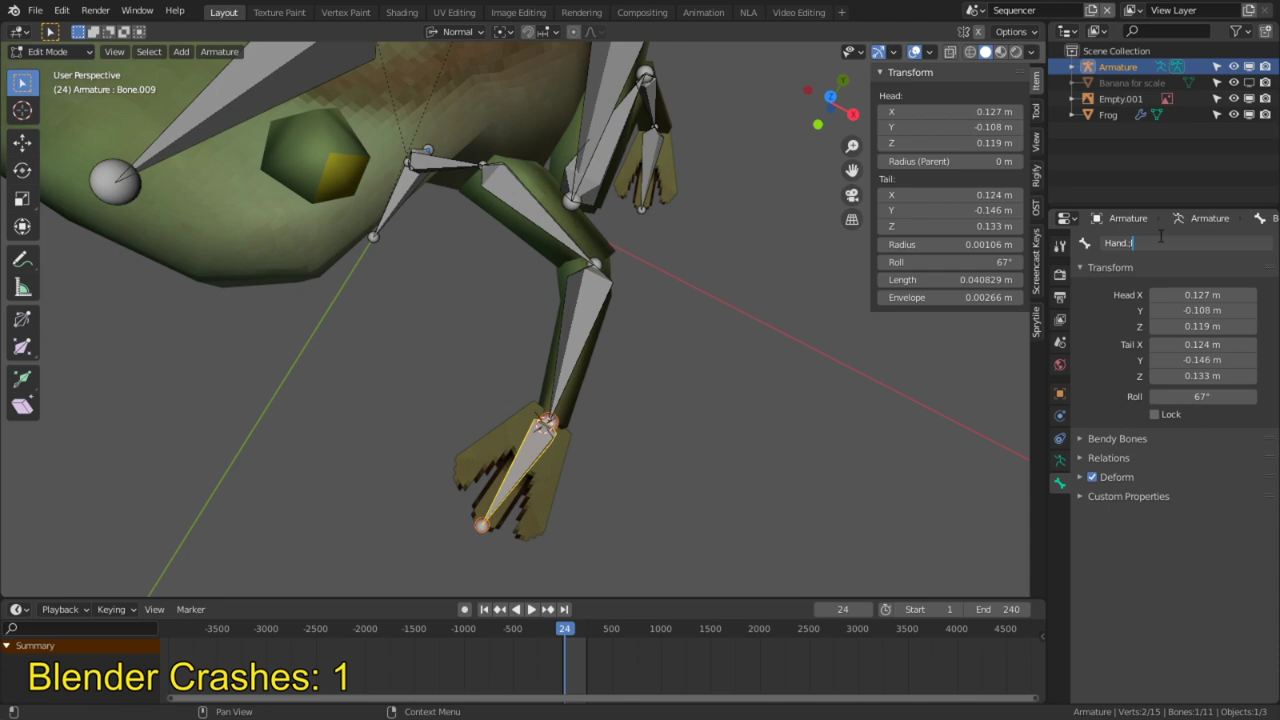 File Edit Render Window Help Layout Texture Paint Vertex Paint Shading UV Editing Image Editing Rendering Compositing Animation NLA Video Editing + Sequencer View Layer
Normal Options
Edit Mode View Select Add Armature
User Perspective
(24) Armature : Bone.009
X
Y
Z
Transform
Head:
X 0.127 m
Y -0.108 m
Z 0.119 m
Radius (Parent) 0 m
Tail:
X 0.124 m
Y -0.146 m
Z 0.133 m
Radius 0.00106 m
Roll 67°
Length 0.040829 m
Envelope 0.00266 m
Item
Tool
View
Rigify
OST
Screencast Keys
Sprytile
Scene Collection
Armature
Banana for scale
Empty.001
Frog
Armature Armature B
Transform
Head X 0.127 m
Y -0.108 m
Z 0.119 m
Tail X 0.124 m
Y -0.146 m
Z 0.133 m
Roll 67°
Lock
Bendy Bones
Relations
Deform
Custom Properties
Playback Keying View Marker 24 Start 1 End 240
-3500 -3000 -2500 -2000 -1500 -1000 -500 24 500 1000 1500 2000 2500 3000 3500 4000 4500
Summary
Blender Crashes: 1
Pan View Context Menu Armature | Verts:2/15 | Bones:1/11 | Objects:1/3